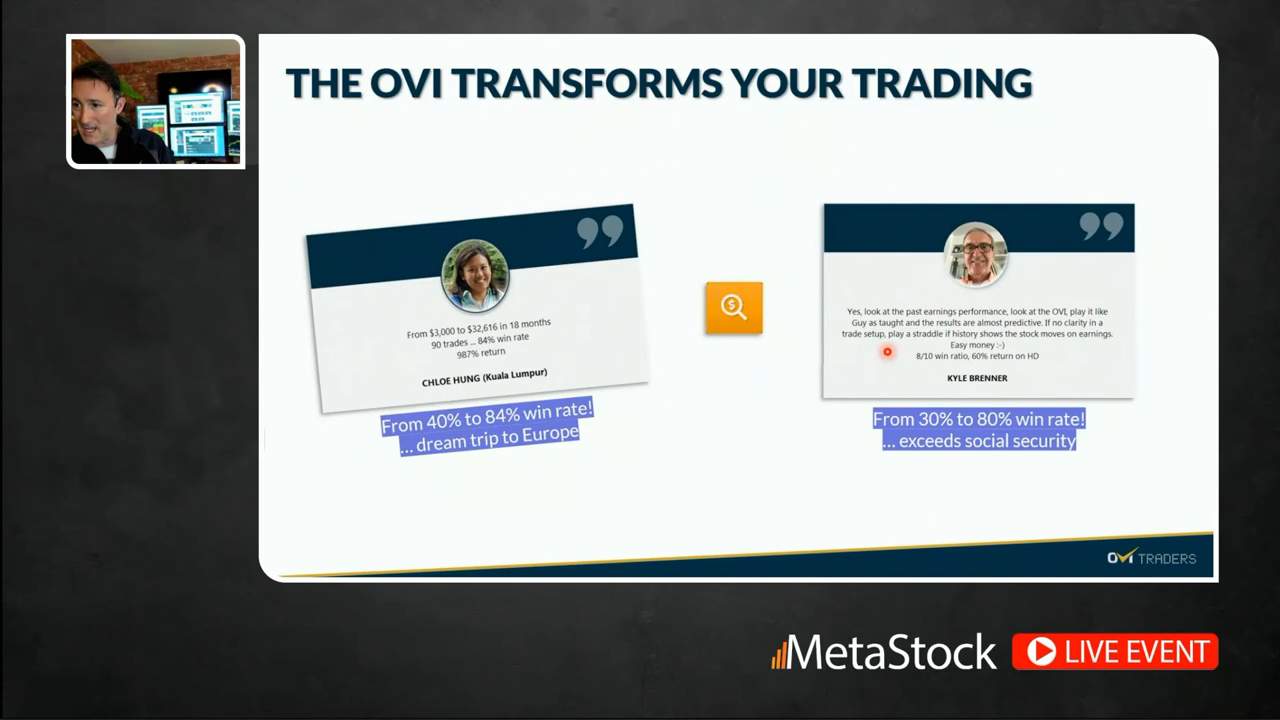 THE OVI TRANSFORMS YOUR TRADING
From $3,000 to $32,616 in 18 months
90 trades ... 84% win rate
987% return
CHLOE HUNG (Kuala Lumpur)
From 40% to 84% win rate!
... dream trip to Europe
Yes, look at the past earnings performance, look at the OVI, play it like
Guy as taught and the results are almost predictive. If no clarity in a
trade setup, play a straddle if history shows the stock moves on earnings.
Easy money :-)
8/10 win ratio, 60% return on HD
KYLE BRENNER
From 30% to 80% win rate!
... exceeds social security
OVI TRADERS
MetaStock
LIVE EVENT